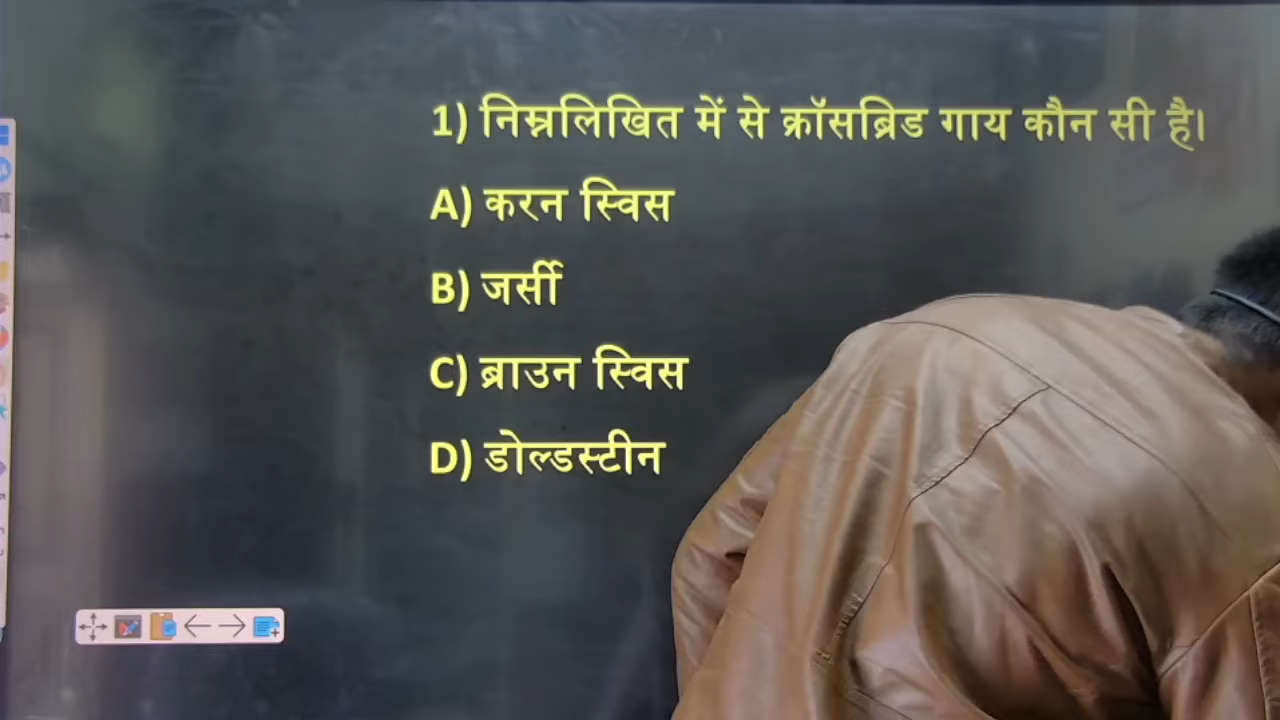 1) निम्नलिखित में से क्रॉसब्रिड गाय कौन सी है।
A) करन स्विस
B) जर्सी
C) ब्राउन स्विस
D) डोल्डस्टीन